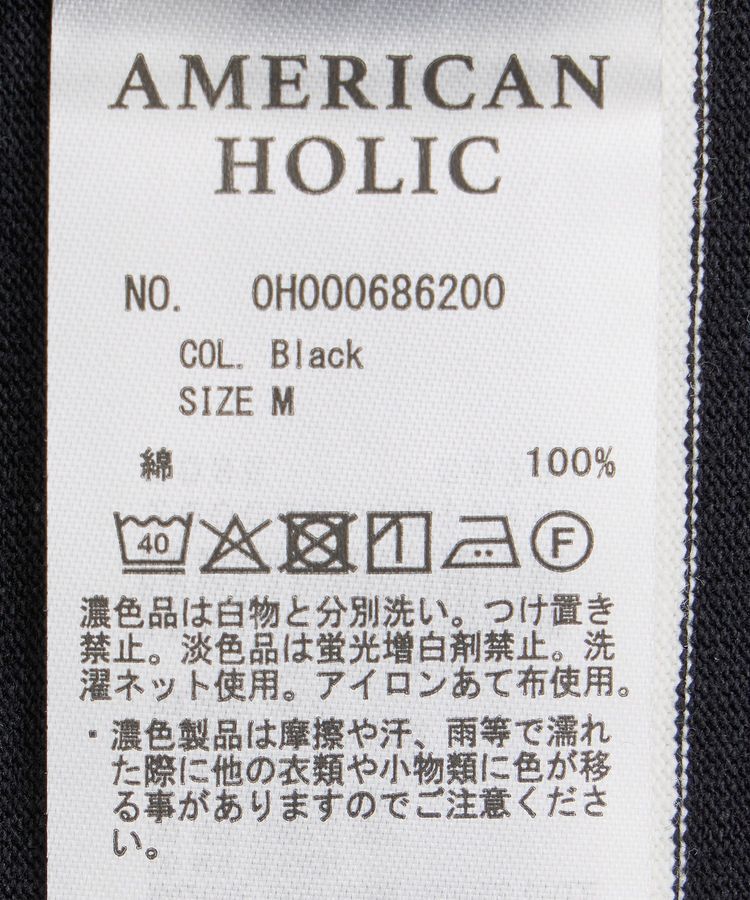 AMERICAN
HOLIC
NO. OH000686200
COL. Black
SIZE M
綿 100%
40 F
濃色品は白物と分別洗い。つけ置き
禁止。淡色品は蛍光増白剤禁止。洗
濯ネット使用。アイロンあて布使用。
・濃色製品は摩擦や汗、雨等で濡れ
た際に他の衣類や小物類に色が移
る事がありますのでご注意くださ
い。